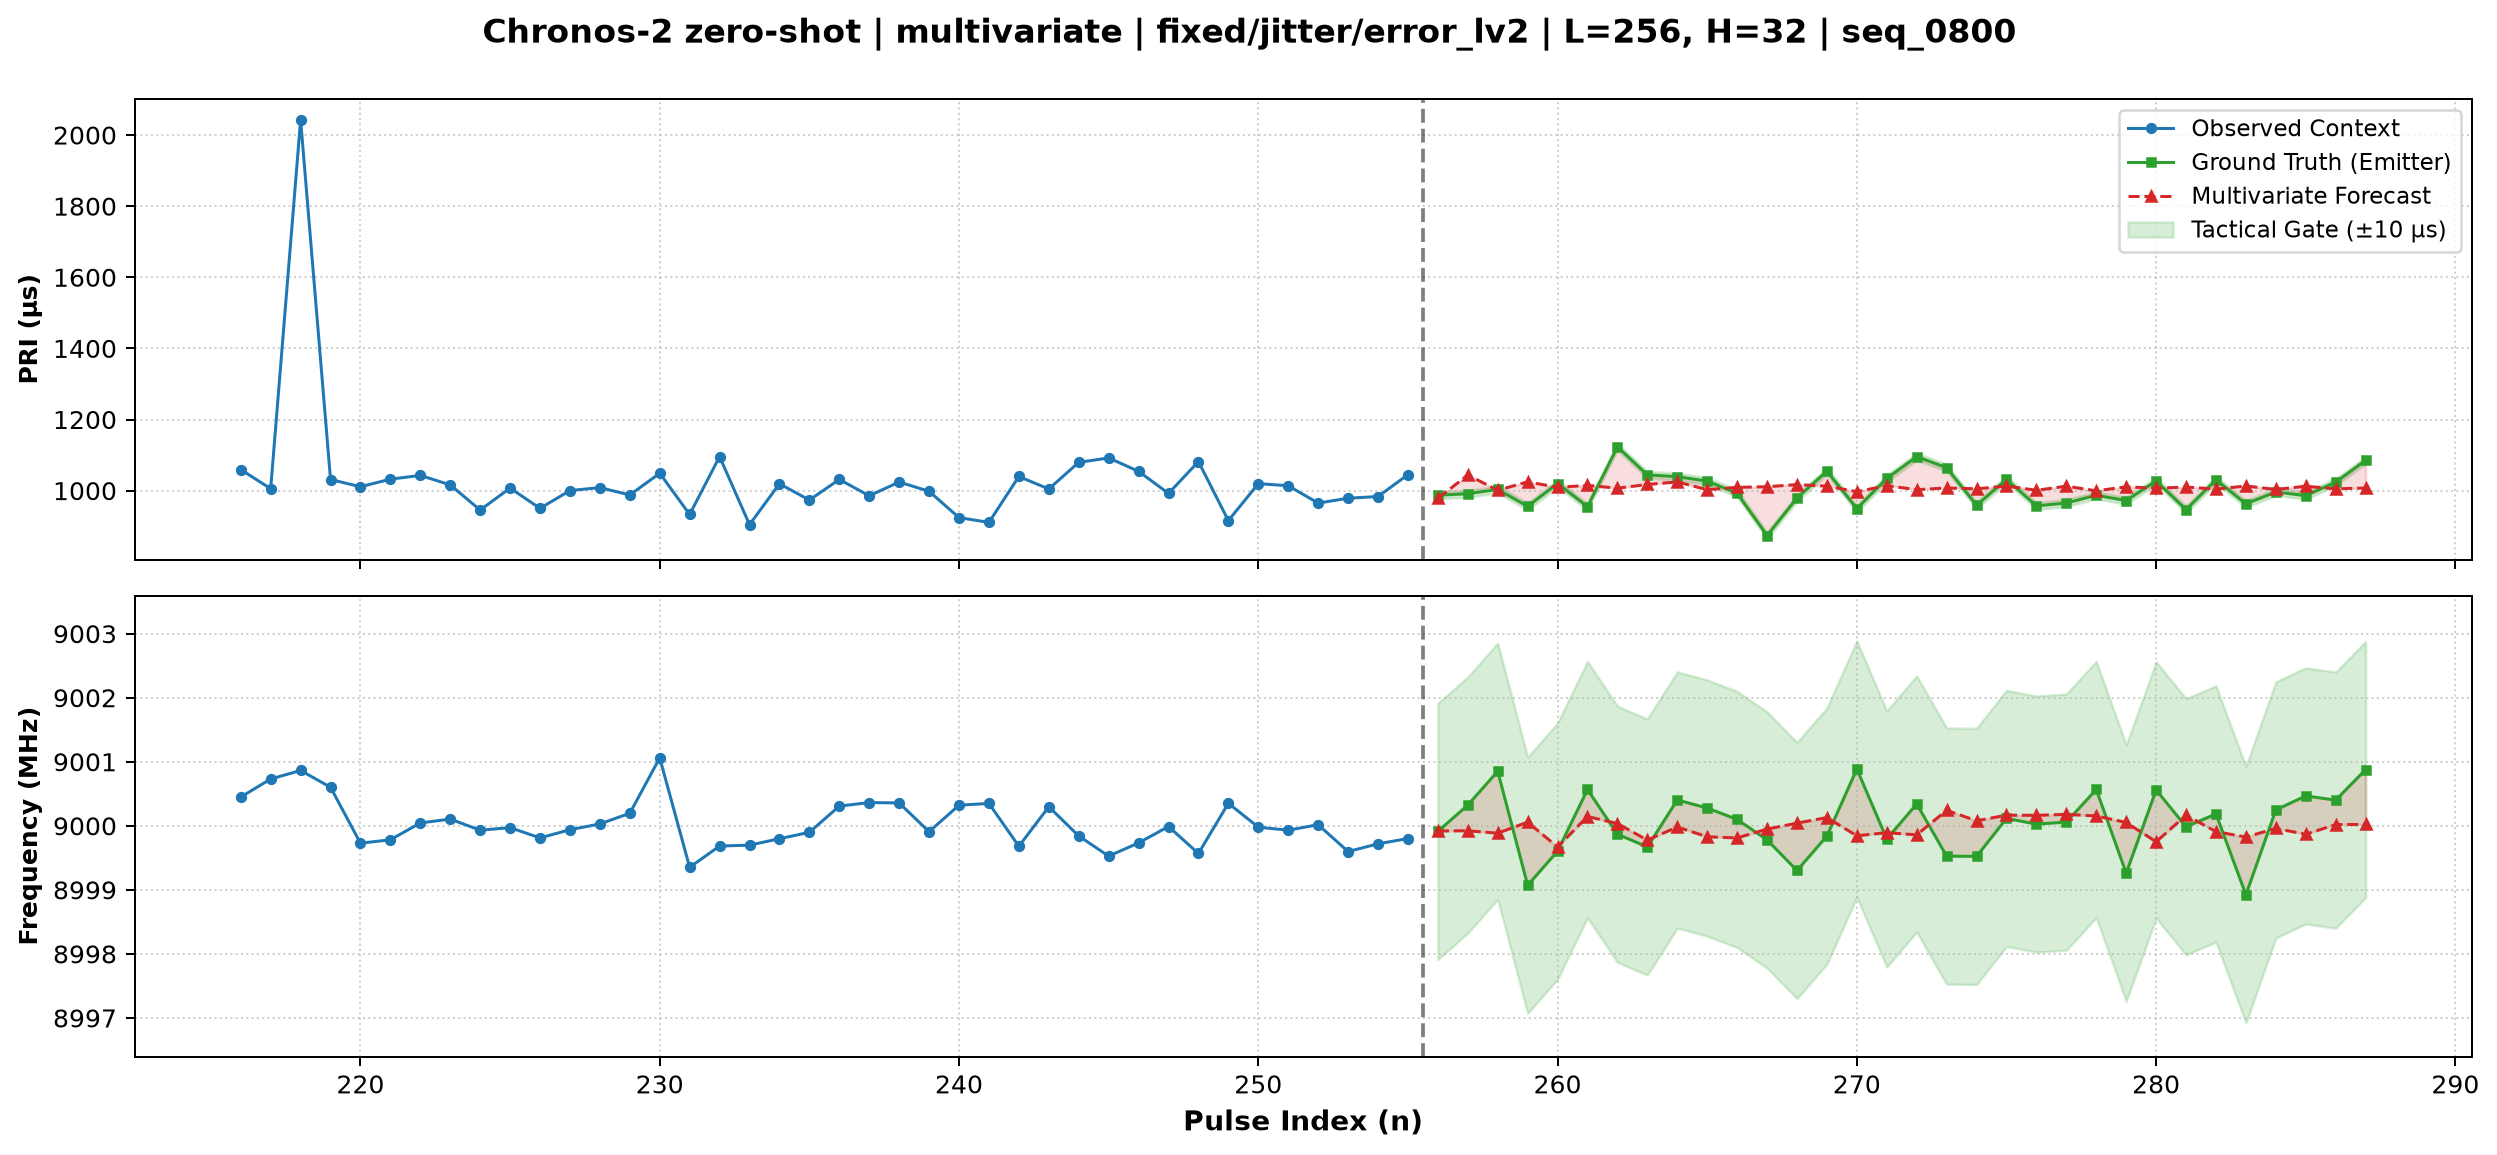 Chronos-2 zero-shot | multivariate | fixed/jitter/error_lv2 | L=256, H=32 | seq_0800
PRI (µs)
2000
1800
1600
1400
1200
1000
Observed Context
Ground Truth (Emitter)
Multivariate Forecast
Tactical Gate (±10 µs)
Frequency (MHz)
9003
9002
9001
9000
8999
8998
8997
220 230 240 250 260 270 280 290
Pulse Index (n)